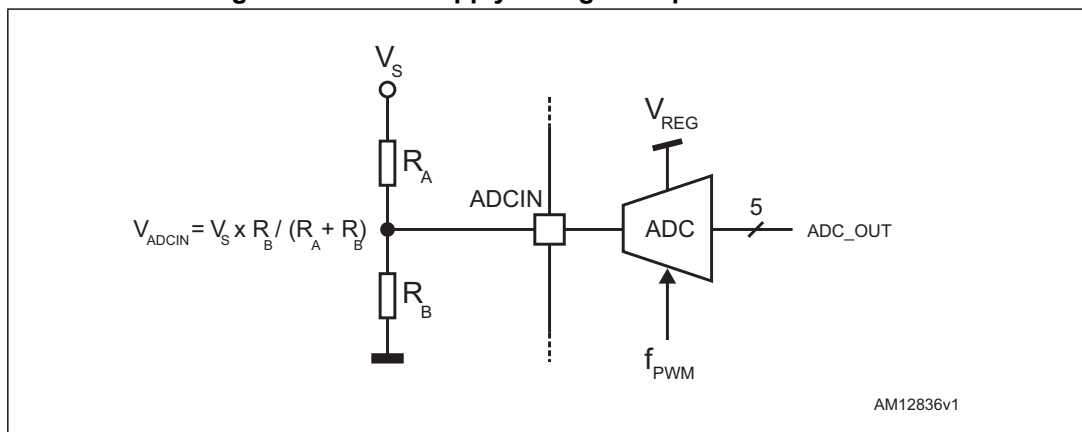 V_S
R_A
V_REG
ADCIN
V_ADCIN = V_S x R_B / (R_A + R_B)
ADC
5
ADC_OUT
R_B
f_PWM
AM12836v1